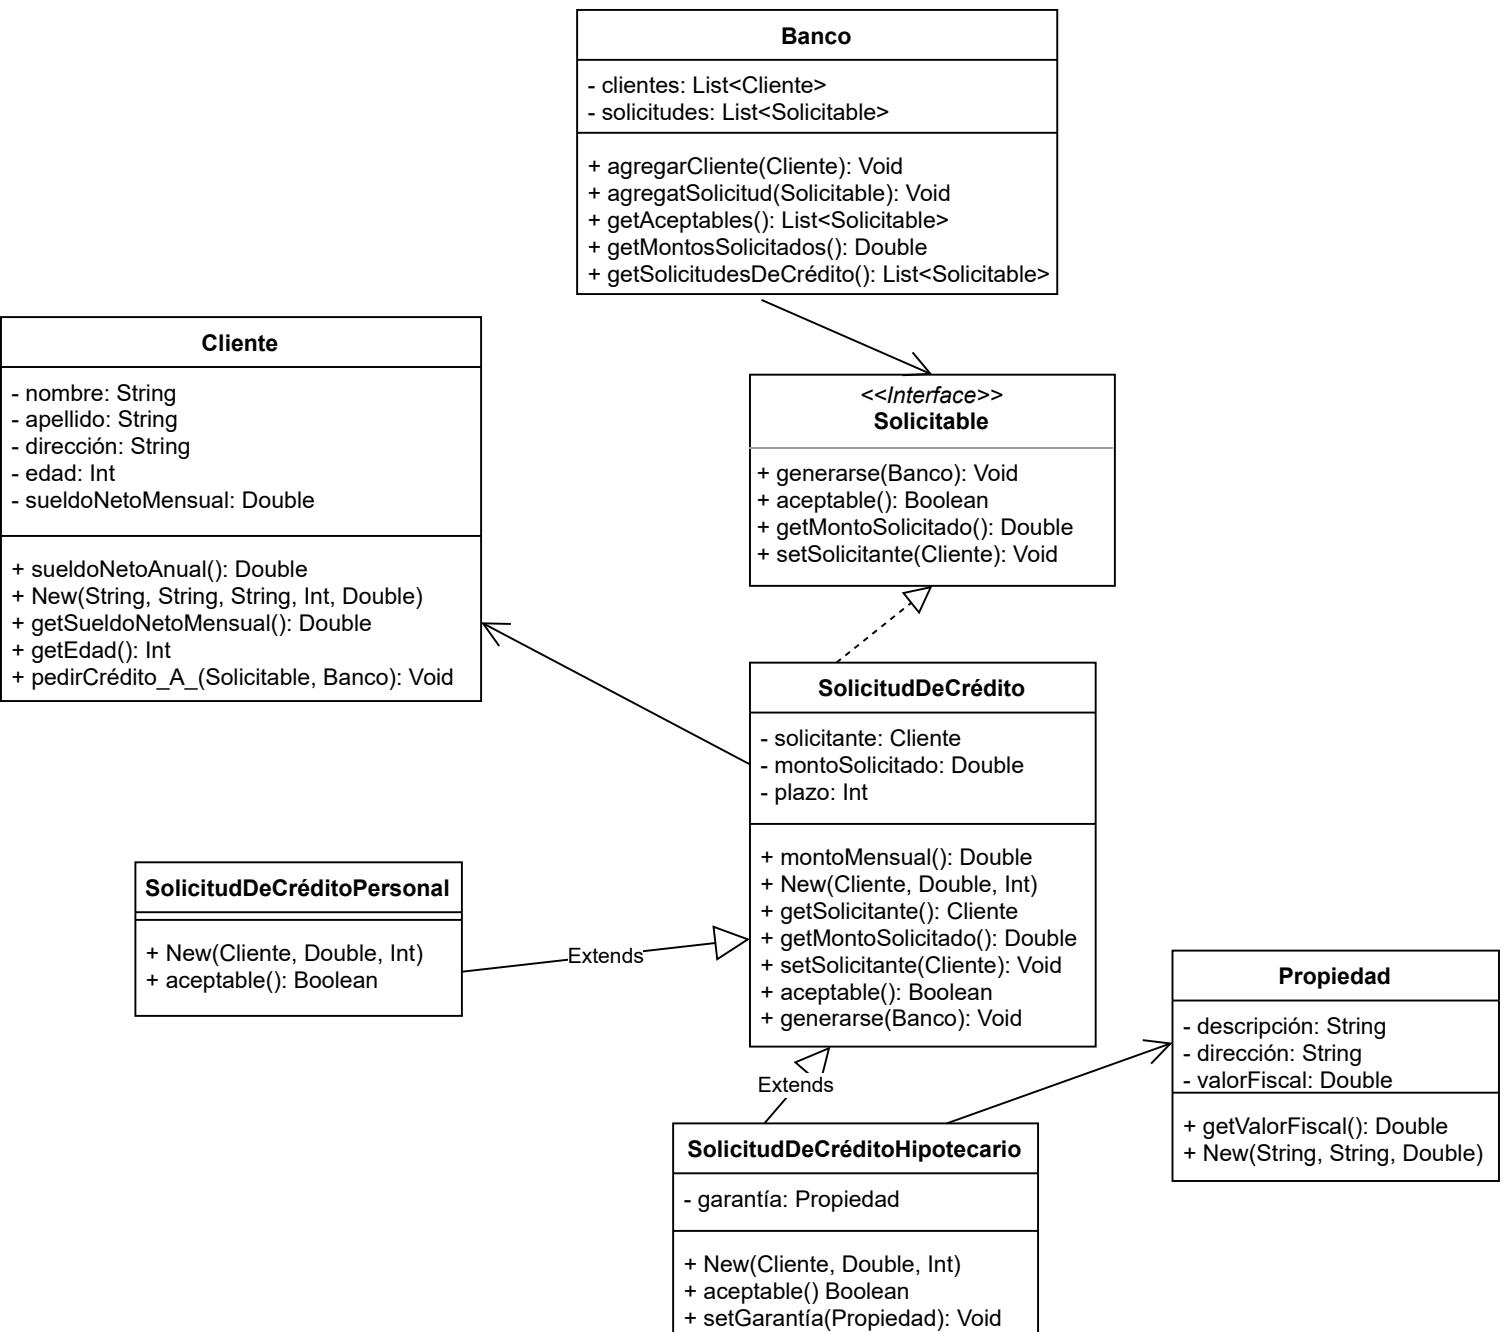 Banco
- clientes: List<Cliente>
- solicitudes: List<Solicitable>
+ agregarCliente(Cliente): Void
+ agregatSolicitud(Solicitable): Void
+ getAceptables(): List<Solicitable>
+ getMontosSolicitados(): Double
+ getSolicitudesDeCrédito(): List<Solicitable>
Cliente
- nombre: String
- apellido: String
- dirección: String
- edad: Int
- sueldoNetoMensual: Double
+ sueldoNetoAnual(): Double
+ New(String, String, String, Int, Double)
+ getSueldoNetoMensual(): Double
+ getEdad(): Int
+ pedirCrédito_A_(Solicitable, Banco): Void
<<Interface>>
Solicitable
+ generarse(Banco): Void
+ aceptable(): Boolean
+ getMontoSolicitado(): Double
+ setSolicitante(Cliente): Void
SolicitudDeCrédito
- solicitante: Cliente
- montoSolicitado: Double
- plazo: Int
+ montoMensual(): Double
+ New(Cliente, Double, Int)
+ getSolicitante(): Cliente
+ getMontoSolicitado(): Double
+ setSolicitante(Cliente): Void
+ aceptable(): Boolean
+ generarse(Banco): Void
SolicitudDeCréditoPersonal
+ New(Cliente, Double, Int)
+ aceptable(): Boolean
Extends
Propiedad
- descripción: String
- dirección: String
- valorFiscal: Double
+ getValorFiscal(): Double
+ New(String, String, Double)
Extends
SolicitudDeCréditoHipotecario
- garantía: Propiedad
+ New(Cliente, Double, Int)
+ aceptable() Boolean
+ setGarantía(Propiedad): Void